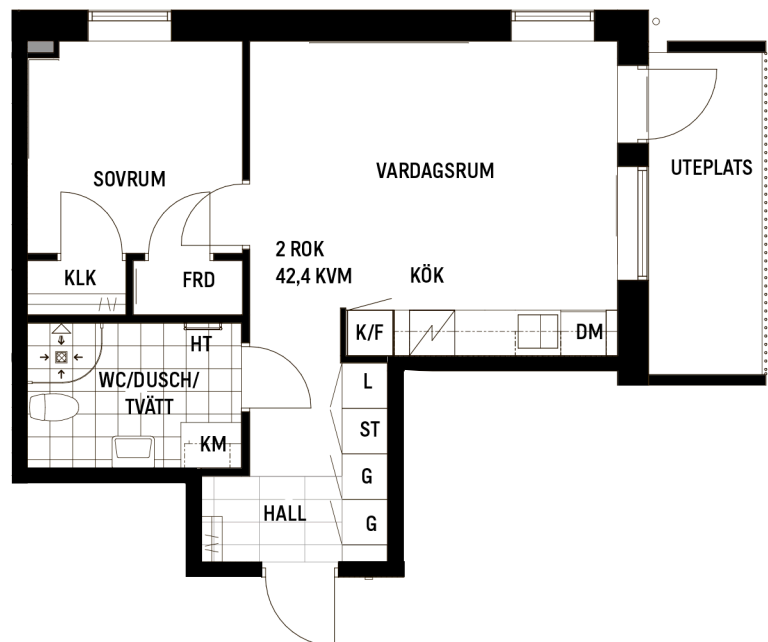 SOVRUM
VARDAGSRUM
UTEPLATS
KLK
FRD
2 ROK
42,4 KVM
KÖK
K/F
DM
HT
WC/DUSCH/
TVÄTT
KM
L
ST
G
G
HALL